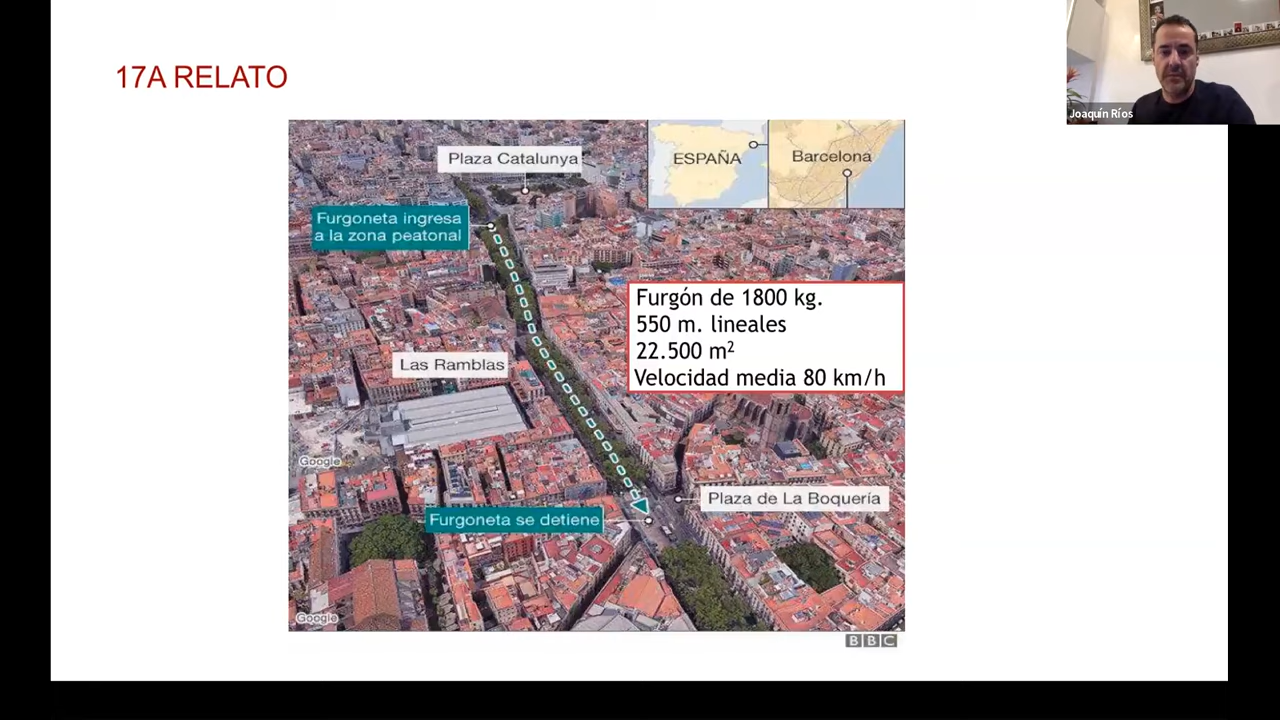 17A RELATO
Joaquín Ríos
Plaza Catalunya
ESPAÑA
Barcelona
Furgoneta ingresa
a la zona peatonal
Furgón de 1800 kg.
550 m. lineales
22.500 m²
Velocidad media 80 km/h
Las Ramblas
Google
Plaza de La Boquería
Furgoneta se detiene
Google
BBC